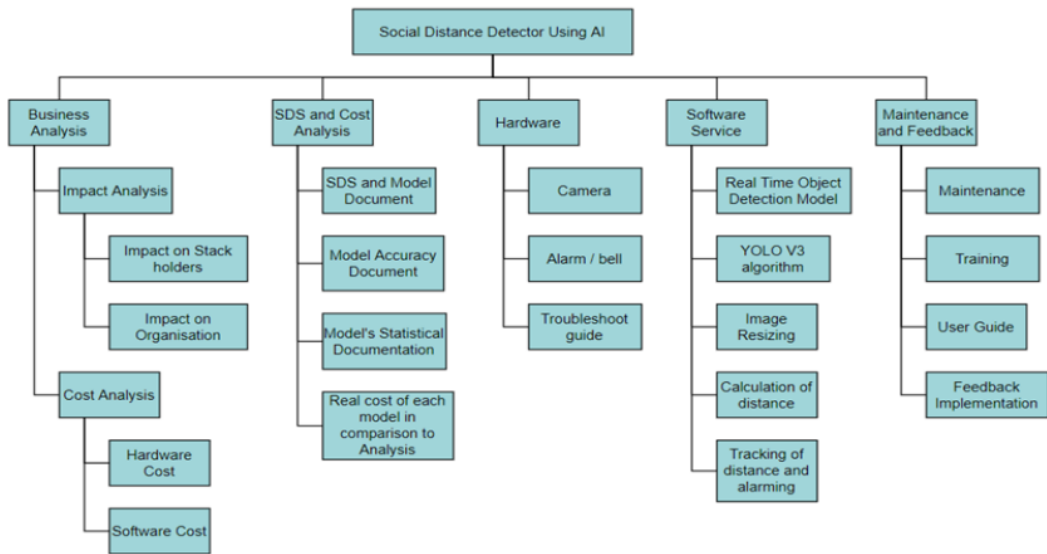 Social Distance Detector Using AI
Business
Analysis
Impact Analysis
Impact on Stack
holders
Impact on
Organisation
Cost Analysis
Hardware
Cost
Software Cost
SDS and Cost
Analysis
SDS and Model
Document
Model Accuracy
Document
Model's Statistical
Documentation
Real cost of each
model in
comparison to
Analysis
Hardware
Camera
Alarm / bell
Troubleshoot
guide
Software
Service
Real Time Object
Detection Model
YOLO V3
algorithm
Image
Resizing
Calculation of
distance
Tracking of
distance and
alarming
Maintenance
and Feedback
Maintenance
Training
User Guide
Feedback
Implementation